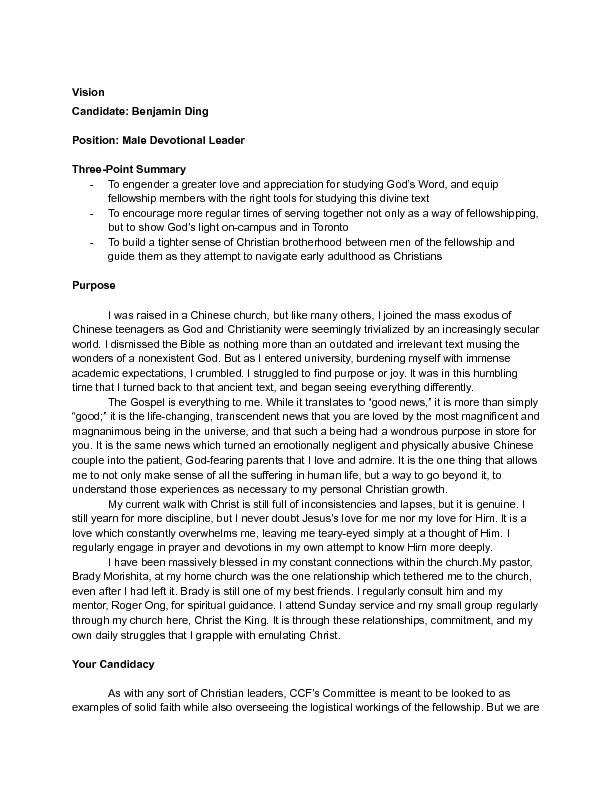 Vision
Candidate: Benjamin Ding
Position: Male Devotional Leader
Three-Point Summary
- To engender a greater love and appreciation for studying God's Word, and equip
fellowship members with the right tools for studying this divine text
- To encourage more regular times of serving together not only as a way of fellowshipping,
but to show God's light on-campus and in Toronto
- To build a tighter sense of Christian brotherhood between men of the fellowship and
guide them as they attempt to navigate early adulthood as Christians
Purpose
I was raised in a Chinese church, but like many others, I joined the mass exodus of
Chinese teenagers as God and Christianity were seemingly trivialized by an increasingly secular
world. I dismissed the Bible as nothing more than an outdated and irrelevant text musing the
wonders of a nonexistent God. But as I entered university, burdening myself with immense
academic expectations, I crumbled. I struggled to find purpose or joy. It was in this humbling
time that I turned back to that ancient text, and began seeing everything differently.
The Gospel is everything to me. While it translates to “good news,” it is more than simply
“good;” it is the life-changing, transcendent news that you are loved by the most magnificent and
magnanimous being in the universe, and that such a being had a wondrous purpose in store for
you. It is the same news which turned an emotionally negligent and physically abusive Chinese
couple into the patient, God-fearing parents that I love and admire. It is the one thing that allows
me to not only make sense of all the suffering in human life, but a way to go beyond it, to
understand those experiences as necessary to my personal Christian growth.
My current walk with Christ is still full of inconsistencies and lapses, but it is genuine. I
still yearn for more discipline, but I never doubt Jesus's love for me nor my love for Him. It is a
love which constantly overwhelms me, leaving me teary-eyed simply at a thought of Him. I
regularly engage in prayer and devotions in my own attempt to know Him more deeply.
I have been massively blessed in my constant connections within the church.My pastor,
Brady Morishita, at my home church was the one relationship which tethered me to the church,
even after I had left it. Brady is still one of my best friends. I regularly consult him and my
mentor, Roger Ong, for spiritual guidance. I attend Sunday service and my small group regularly
through my church here, Christ the King. It is through these relationships, commitment, and my
own daily struggles that I grapple with emulating Christ.
Your Candidacy
As with any sort of Christian leaders, CCF's Committee is meant to be looked to as
examples of solid faith while also overseeing the logistical workings of the fellowship. But we are